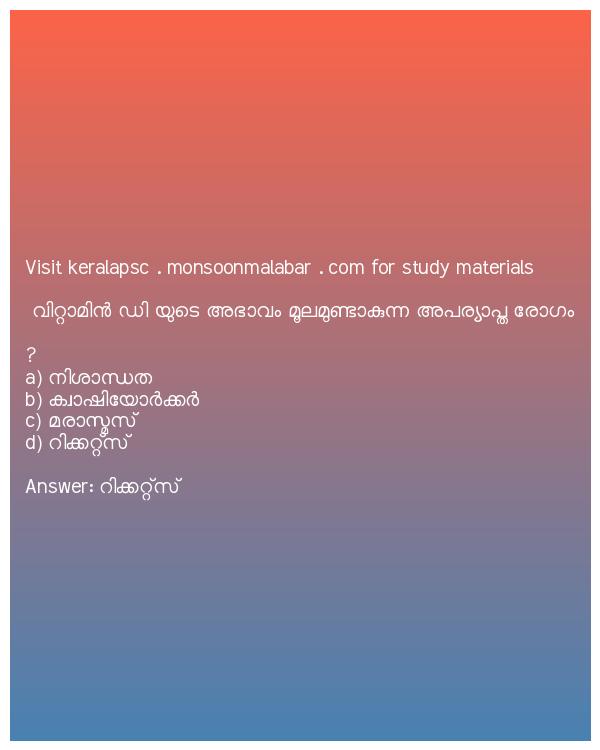 Visit keralapsc . monsoonmalabar . com for study materials
വിറ്റാമിൻ ഡി യുടെ അഭാവം മൂലമുണ്ടാകുന്ന അപര്യാപ്ത രോഗം
?
a) നിശാന്ധത
b) ക്വാഷിയോർക്കർ
c) മരാസ്മസ്
d) റിക്കറ്റ്സ്
Answer: റിക്കറ്റ്സ്